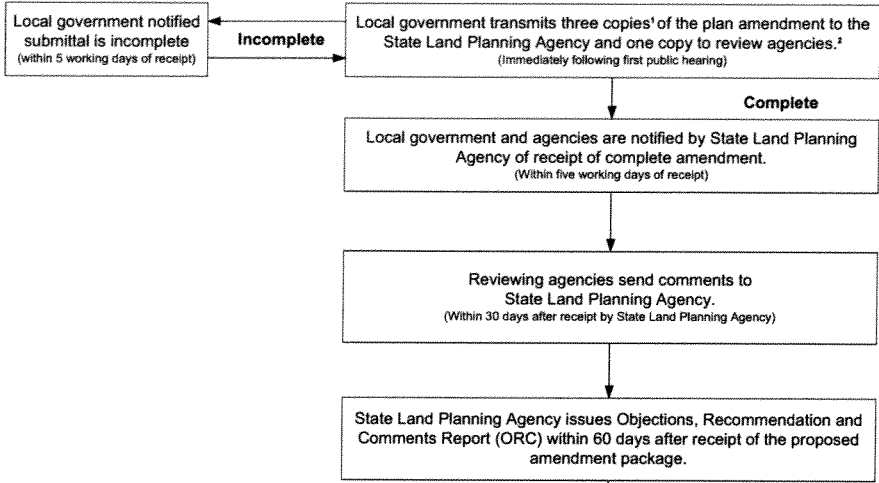 Local government notified
submittal is incomplete
(within 5 working days of receipt)
Incomplete
Local government transmits three copies¹ of the plan amendment to the
State Land Planning Agency and one copy to review agencies.²
(Immediately following first public hearing)
Complete
Local government and agencies are notified by State Land Planning
Agency of receipt of complete amendment.
(Within five working days of receipt)
Reviewing agencies send comments to
State Land Planning Agency.
(Within 30 days after receipt by State Land Planning Agency)
State Land Planning Agency issues Objections, Recommendation and
Comments Report (ORC) within 60 days after receipt of the proposed
amendment package.